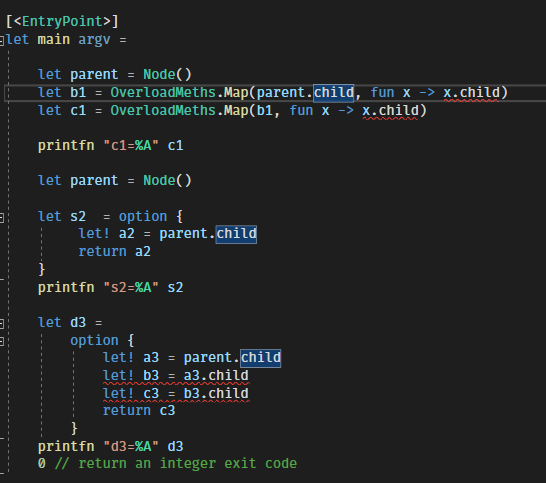 [<EntryPoint>]
let main argv =
let parent = Node()
let b1 = OverloadMeths.Map(parent.child, fun x -> x.child)
let c1 = OverloadMeths.Map(b1, fun x -> x.child)
printfn "c1=%A" c1
let parent = Node()
let s2  = option {
let! a2 = parent.child
return a2
}
printfn "s2=%A" s2
let d3 =
option {
let! a3 = parent.child
let! b3 = a3.child
let! c3 = b3.child
return c3
}
printfn "d3=%A" d3
0 // return an integer exit code